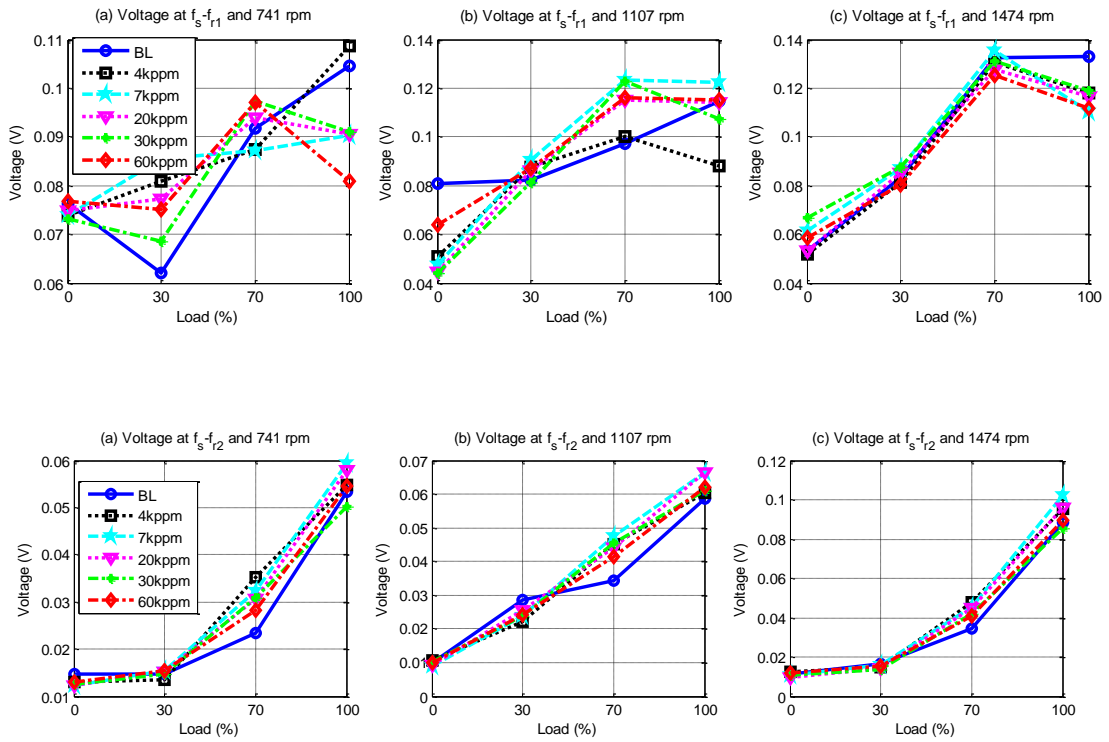 (a) Voltage at fs-fr1 and 741 rpm
0.11
0.1
0.09
0.08
0.07
0.06
Voltage (V)
BL
4kppm
7kppm
20kppm
30kppm
60kppm
0 30 70 100
Load (%)
(b) Voltage at fs-fr1 and 1107 rpm
0.14
0.12
0.1
0.08
0.06
0.04
Voltage (V)
0 30 70 100
Load (%)
(c) Voltage at fs-fr1 and 1474 rpm
0.14
0.12
0.1
0.08
0.06
0.04
Voltage (V)
0 30 70 100
Load (%)
(a) Voltage at fs-fr2 and 741 rpm
0.06
0.05
0.04
0.03
0.02
0.01
Voltage (V)
BL
4kppm
7kppm
20kppm
30kppm
60kppm
0 30 70 100
Load (%)
(b) Voltage at fs-fr2 and 1107 rpm
0.07
0.06
0.05
0.04
0.03
0.02
0.01
0
Voltage (V)
0 30 70 100
Load (%)
(c) Voltage at fs-fr2 and 1474 rpm
0.12
0.1
0.08
0.06
0.04
0.02
0
Voltage (V)
0 30 70 100
Load (%)